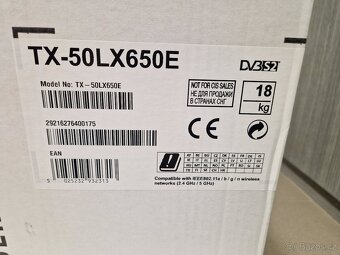 TX-50LX650E
DVB S2
Model No: TX – 50LX650E
NOT FOR CIS SALES
НЕ ДЛЯ ПРОДАЖИ
В СТРАНАХ СНГ
18
kg
29216276400175
CE
EAN
5 025232 932313
Compatible with IEEE802.11a / b / g / n wireless
networks (2.4 GHz / 5 GHz)